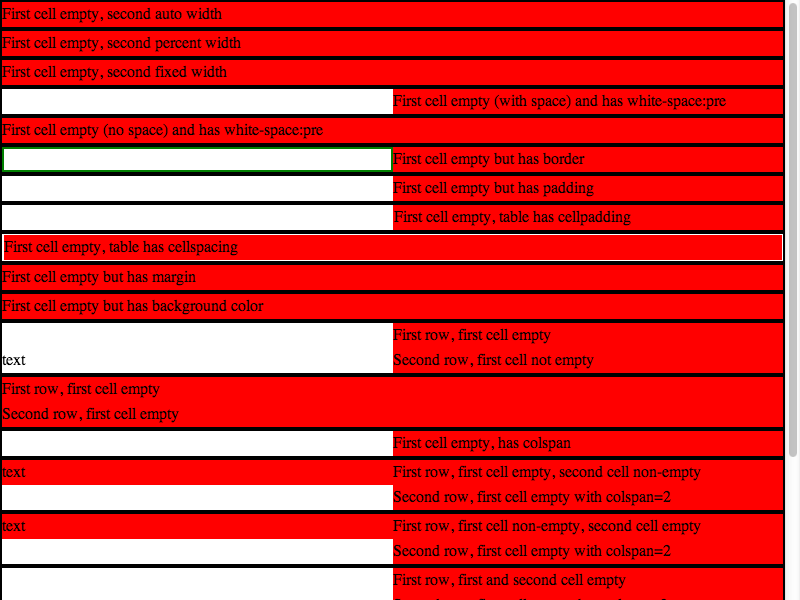 First cell empty, second auto width
First cell empty, second percent width
First cell empty, second fixed width
First cell empty (with space) and has white-space:pre
First cell empty (no space) and has white-space:pre
First cell empty but has border
First cell empty but has padding
First cell empty, table has cellpadding
First cell empty, table has cellspacing
First cell empty but has margin
First cell empty but has background color
First row, first cell empty
text Second row, first cell not empty
First row, first cell empty
Second row, first cell empty
First cell empty, has colspan
text First row, first cell empty, second cell non-empty
Second row, first cell empty with colspan=2
text First row, first cell non-empty, second cell empty
Second row, first cell empty with colspan=2
First row, first and second cell empty